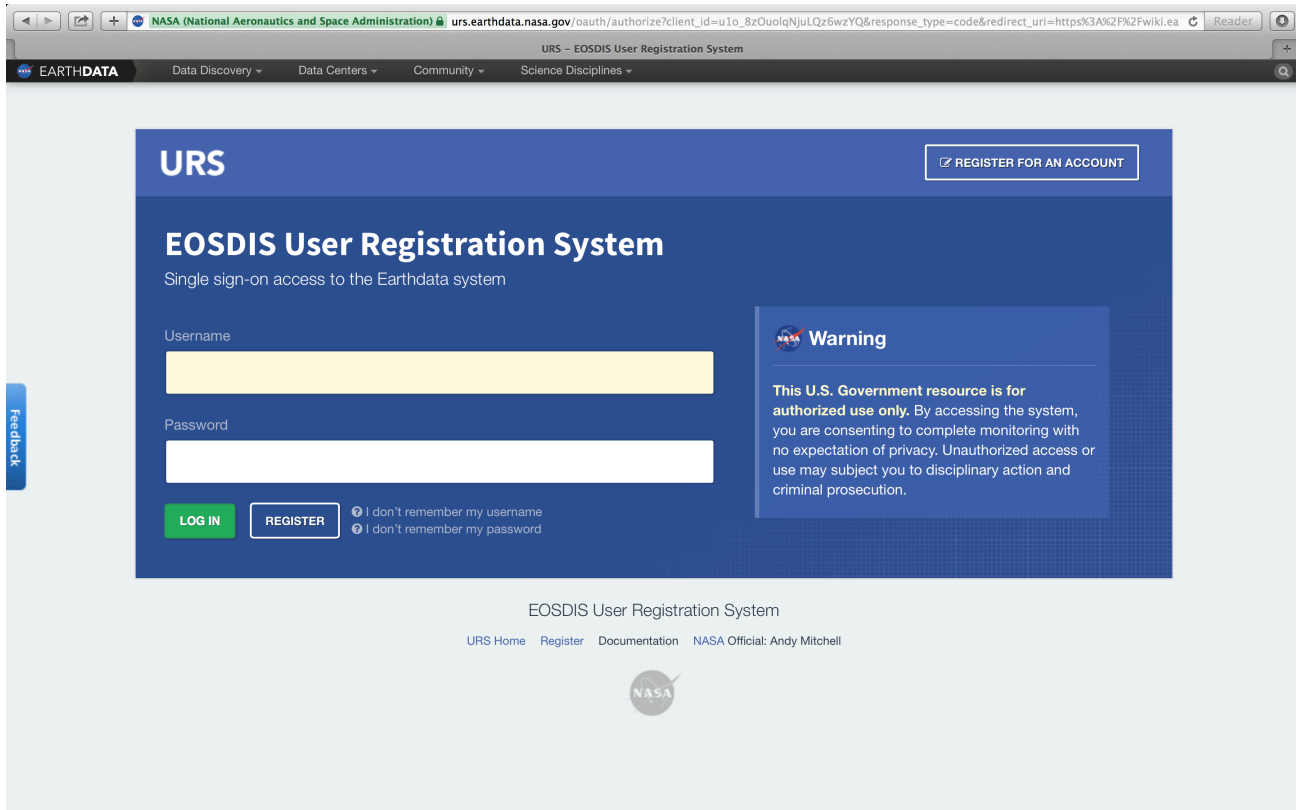 NASA (National Aeronautics and Space Administration) urs.earthdata.nasa.gov/oauth/authorize?client_id=u1o_8zOuolqNjuLQz6wzYQ&response_type=code&redirect_uri=https%3A%2F%2Fwiki.ea Reader
URS – EOSDIS User Registration System
EARTHDATA Data Discovery Data Centers Community Science Disciplines
URS
REGISTER FOR AN ACCOUNT
EOSDIS User Registration System
Single sign-on access to the Earthdata system
Username
Password
LOG IN
REGISTER
I don't remember my username
I don't remember my password
NASA
Warning
This U.S. Government resource is for
authorized use only. By accessing the system,
you are consenting to complete monitoring with
no expectation of privacy. Unauthorized access or
use may subject you to disciplinary action and
criminal prosecution.
Feedback
EOSDIS User Registration System
URS Home Register Documentation NASA Official: Andy Mitchell
NASA